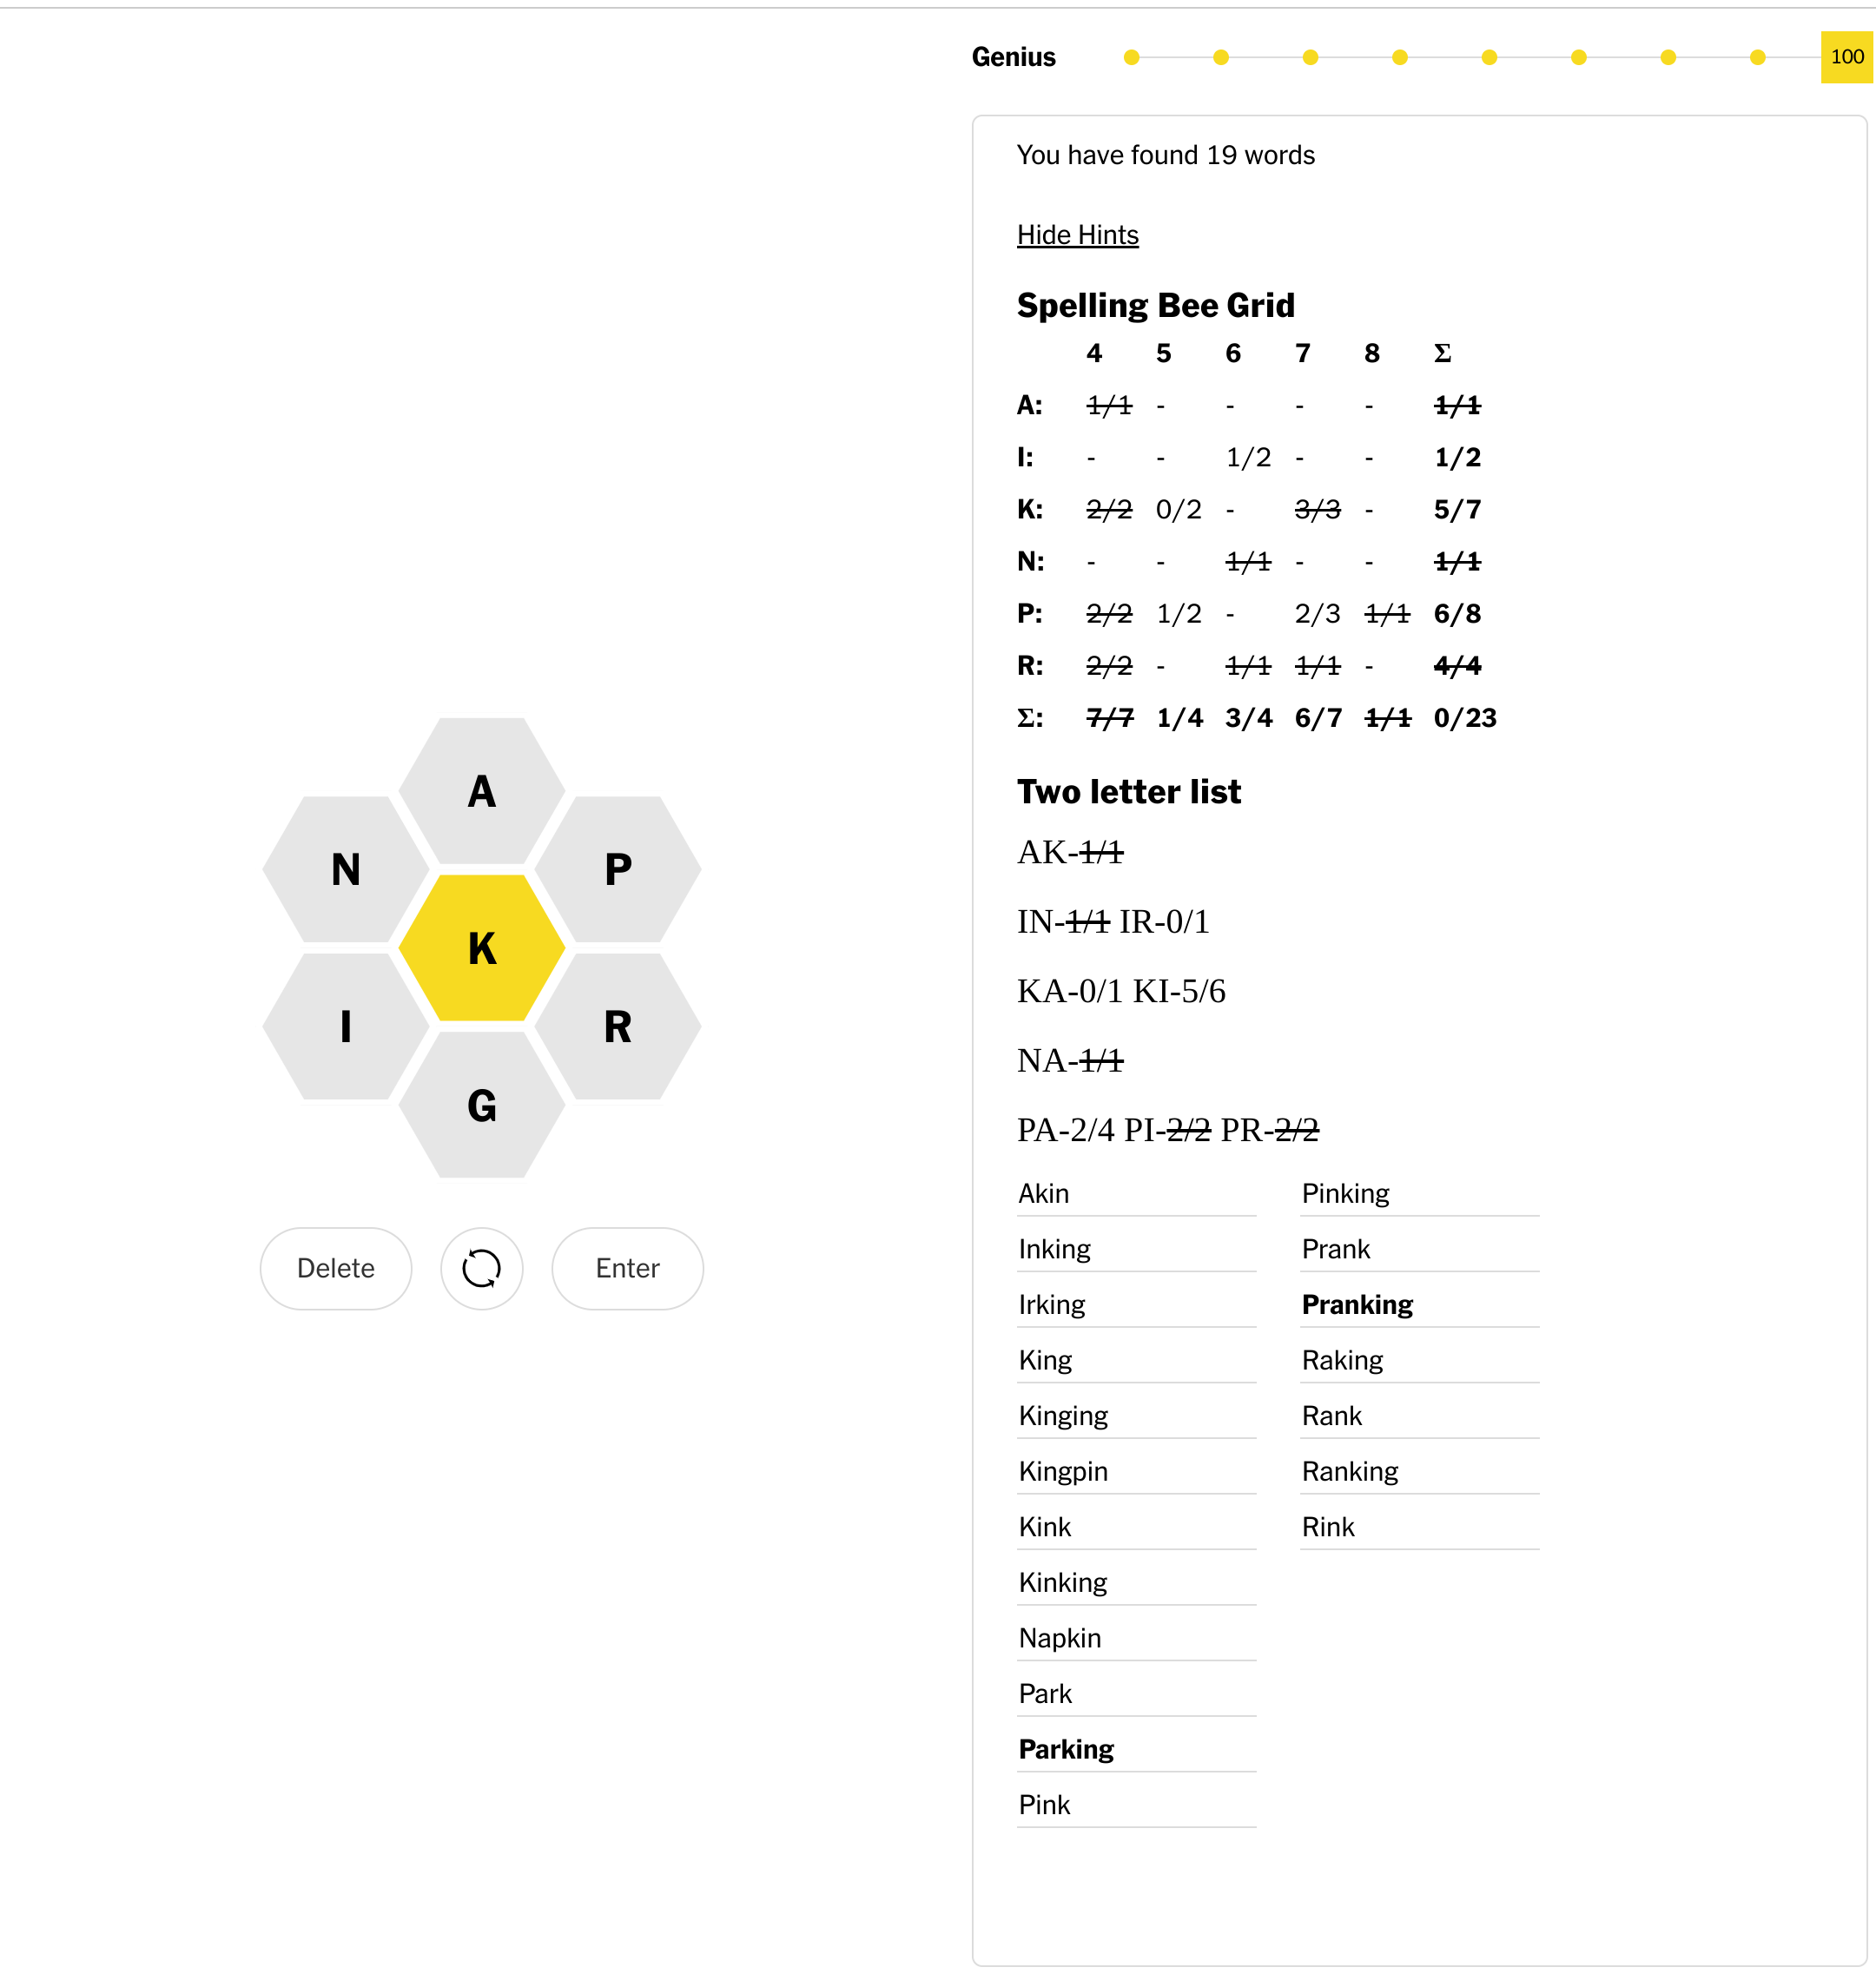 Genius 100
You have found 19 words
Hide Hints
Spelling Bee Grid
4 5 6 7 8 Σ
A: 1/1 - - - - 1/1
I: - - 1/2 - - 1/2
K: 2/2 0/2 - 3/3 - 5/7
N: - - 1/1 - - 1/1
P: 2/2 1/2 - 2/3 1/1 6/8
R: 2/2 - 1/1 1/1 - 4/4
Σ: 7/7 1/4 3/4 6/7 1/1 0/23
Two letter list
AK-1/1
IN-1/1 IR-0/1
KA-0/1 KI-5/6
NA-1/1
PA-2/4 PI-2/2 PR-2/2
Akin
Inking
Irking
King
Kinging
Kingpin
Kink
Kinking
Napkin
Park
Parking
Pink
Pinking
Prank
Pranking
Raking
Rank
Ranking
Rink
A
N
P
K
I
R
G
Delete
Enter